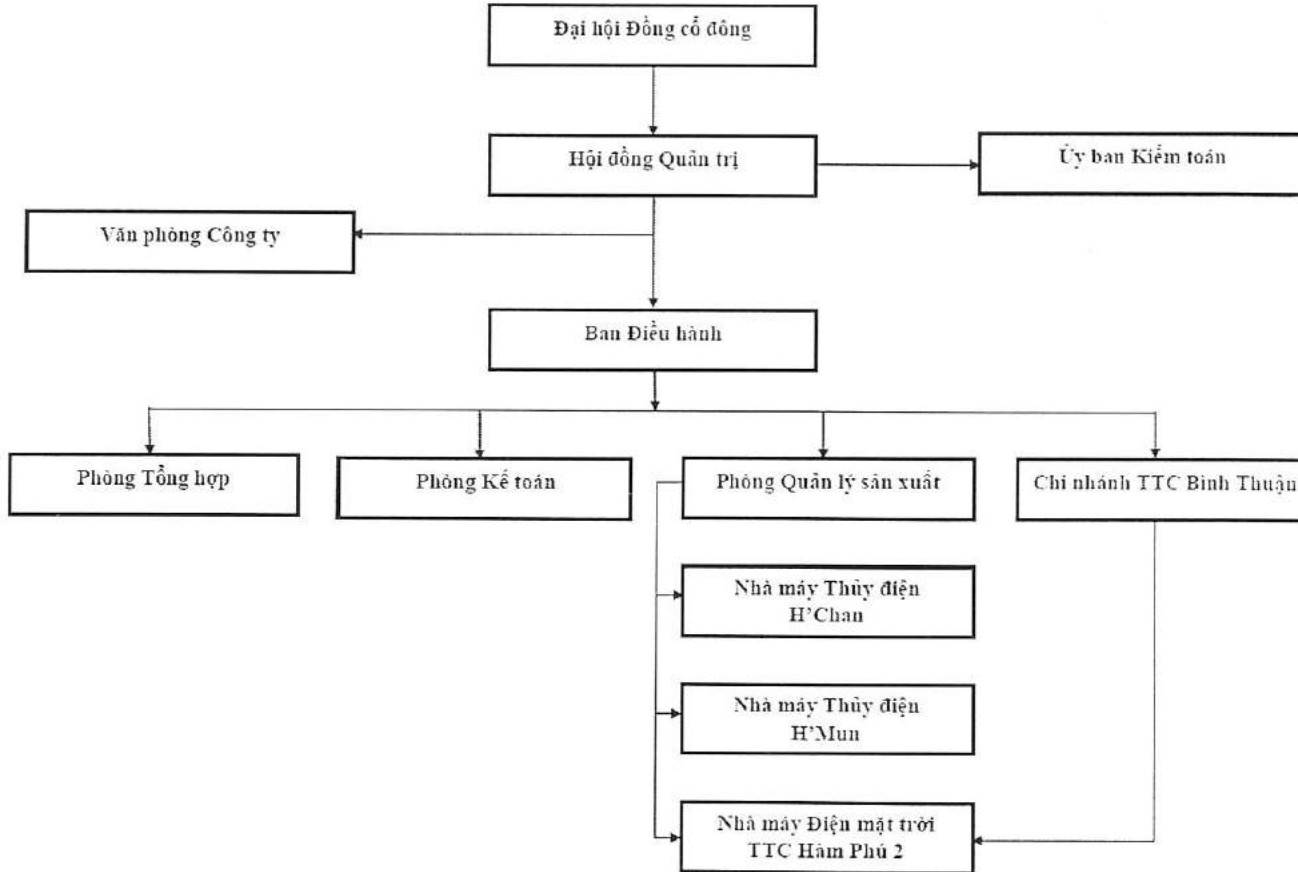 Đại hội Đồng cổ đông
Hội đồng Quản trị
Ủy ban Kiểm toán
Văn phòng Công ty
Ban Điều hành
Phòng Tổng hợp
Phòng Kế toán
Phòng Quản lý sản xuất
Chi nhánh TTC Bình Thuận
Nhà máy Thủy điện
H'Chan
Nhà máy Thủy điện
H'Mun
Nhà máy Điện mặt trời
TTC Hàm Phú 2